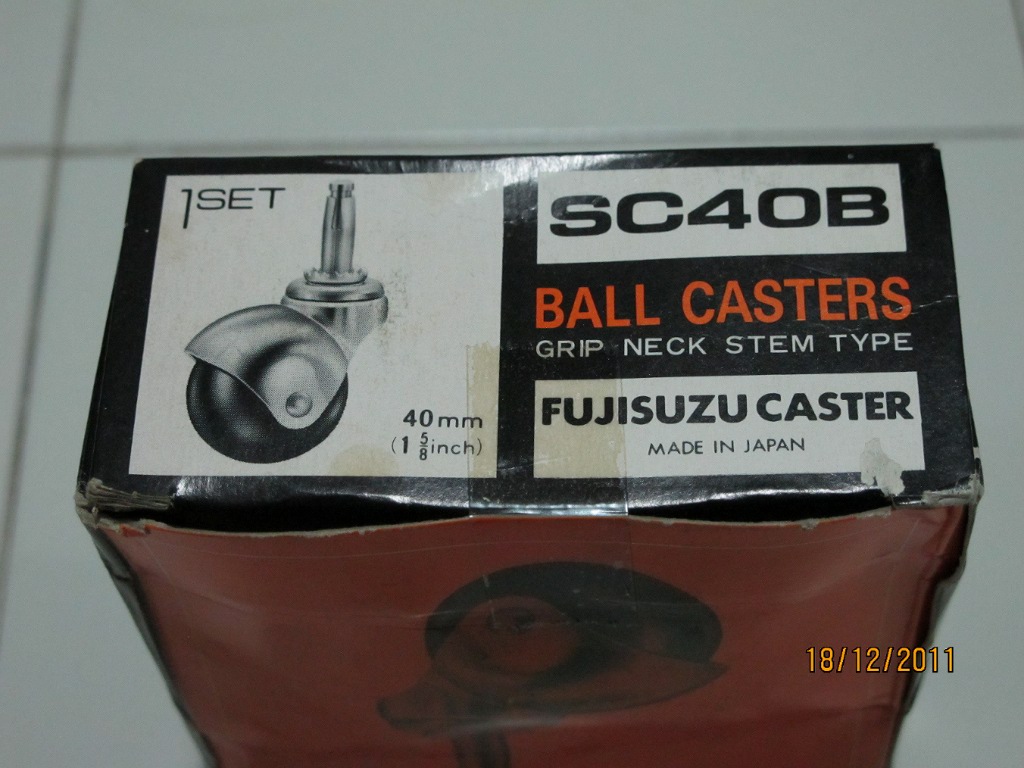 1SET
40mm
(1 5/8 inch)
SC40B
BALL CASTERS
GRIP NECK STEM TYPE
FUJISUZU CASTER
MADE IN JAPAN
18/12/2011